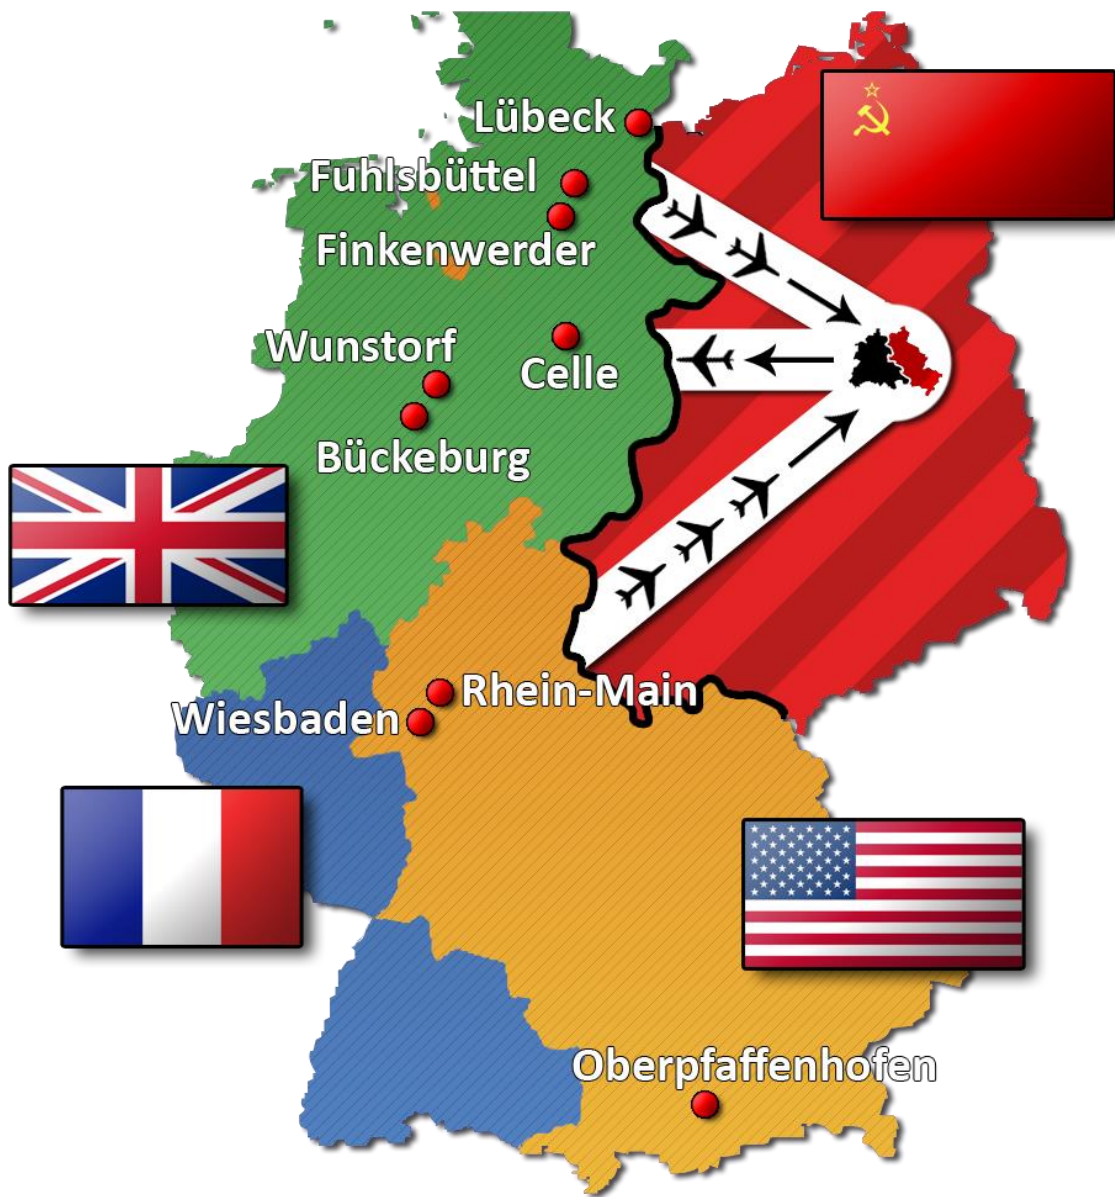 Lübeck
Fuhlsbüttel
Finkenwerder
Wunstorf
Celle
Bückeburg
Rhein-Main
Wiesbaden
Oberpfaffenhofen